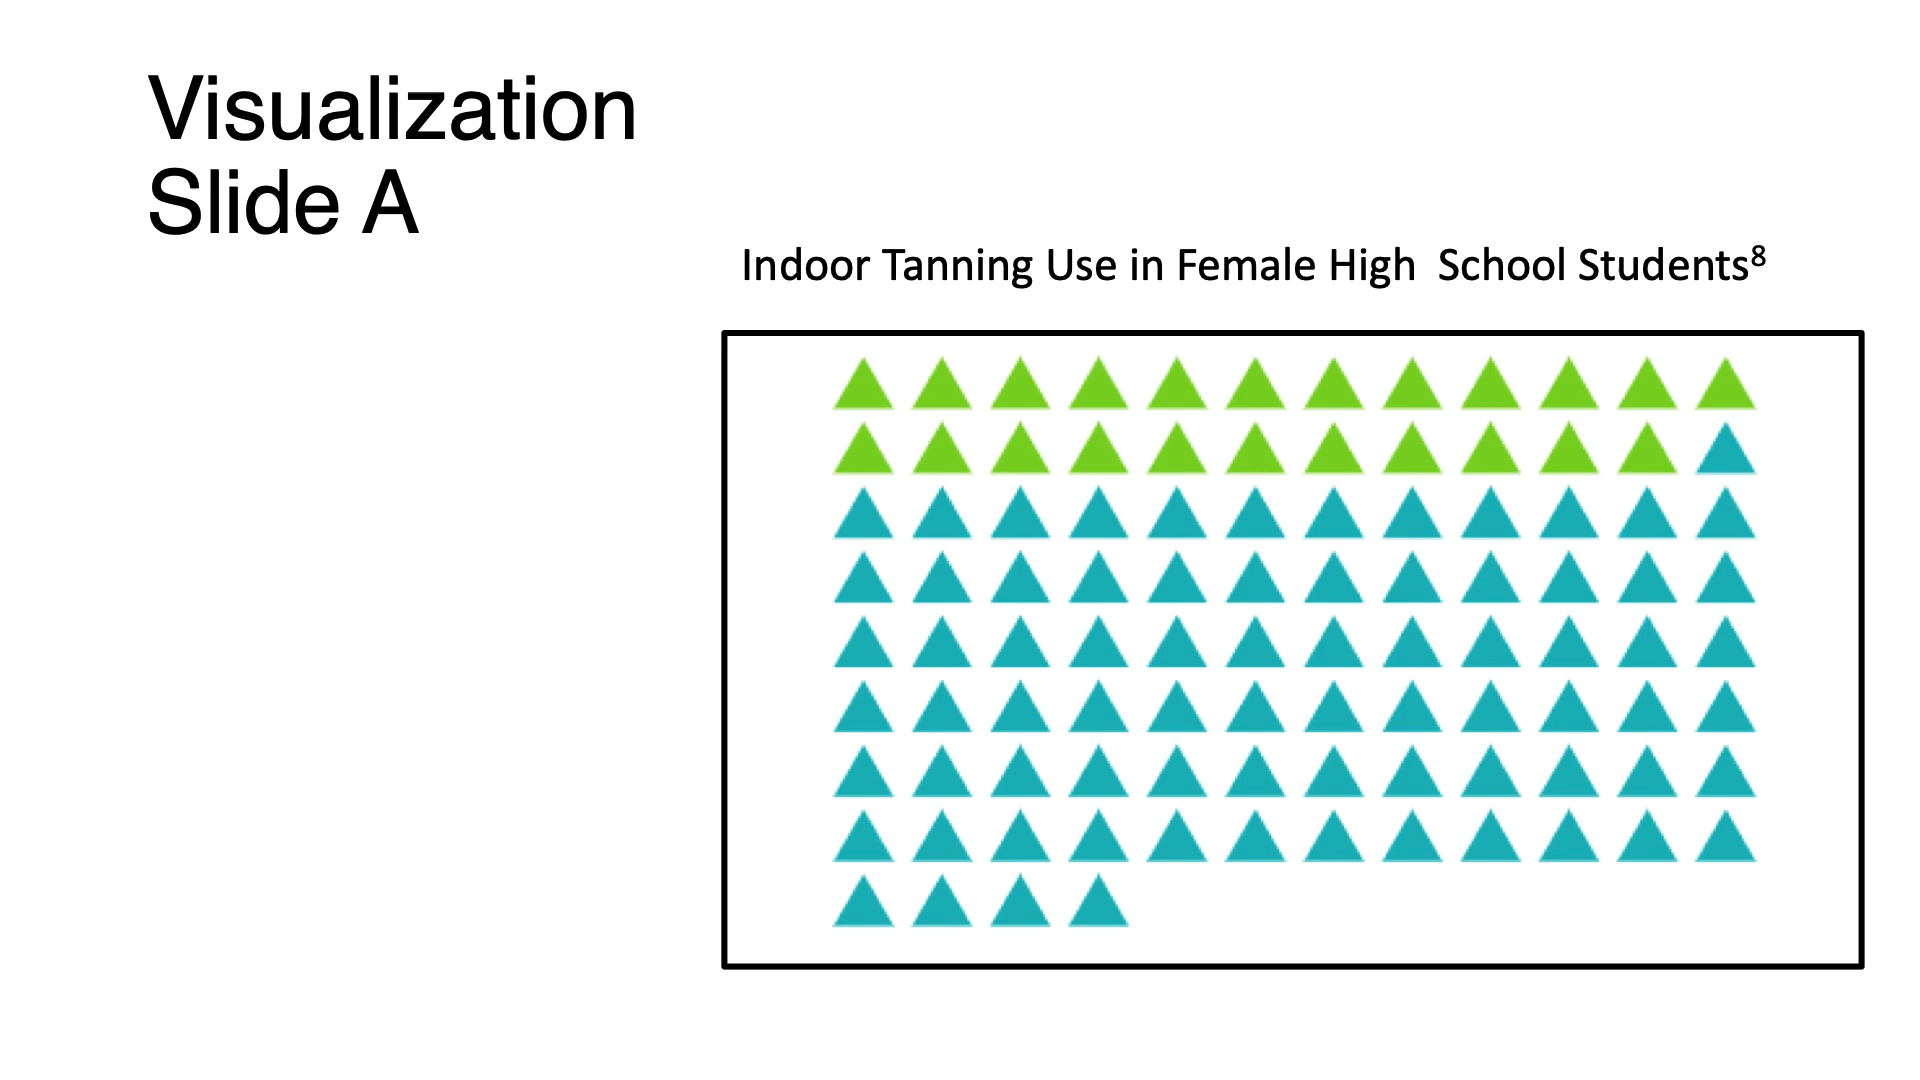 Visualization
Slide A
Indoor Tanning Use in Female High  School Students⁸